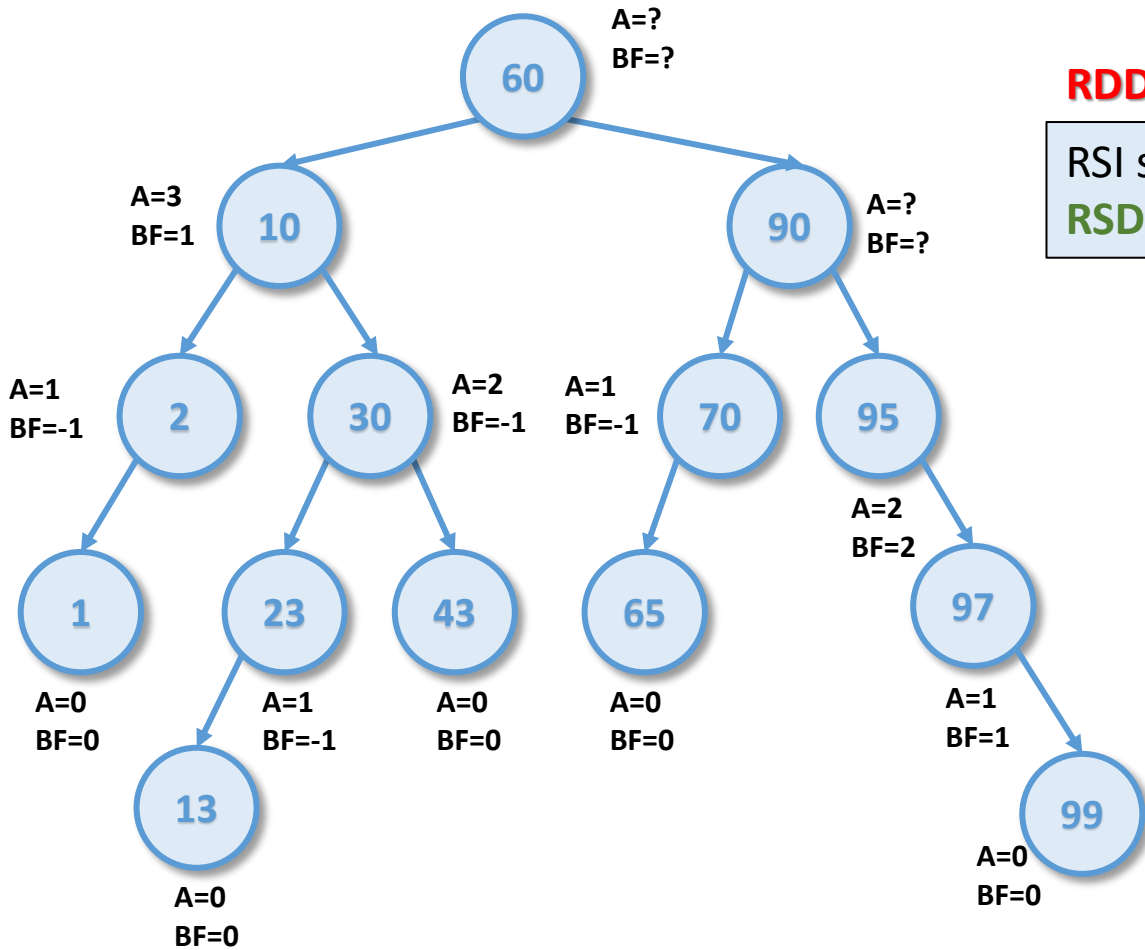 A=?
BF=?
60
RDD
RSI s
RSD
A=3
BF=1
10
90
A=?
BF=?
A=1
BF=-1
2
30
A=2
BF=-1
A=1
BF=-1
70
95
A=2
BF=2
1
23
43
65
97
A=0
BF=0
A=1
BF=-1
A=0
BF=0
A=0
BF=0
A=1
BF=1
13
99
A=0
BF=0
A=0
BF=0